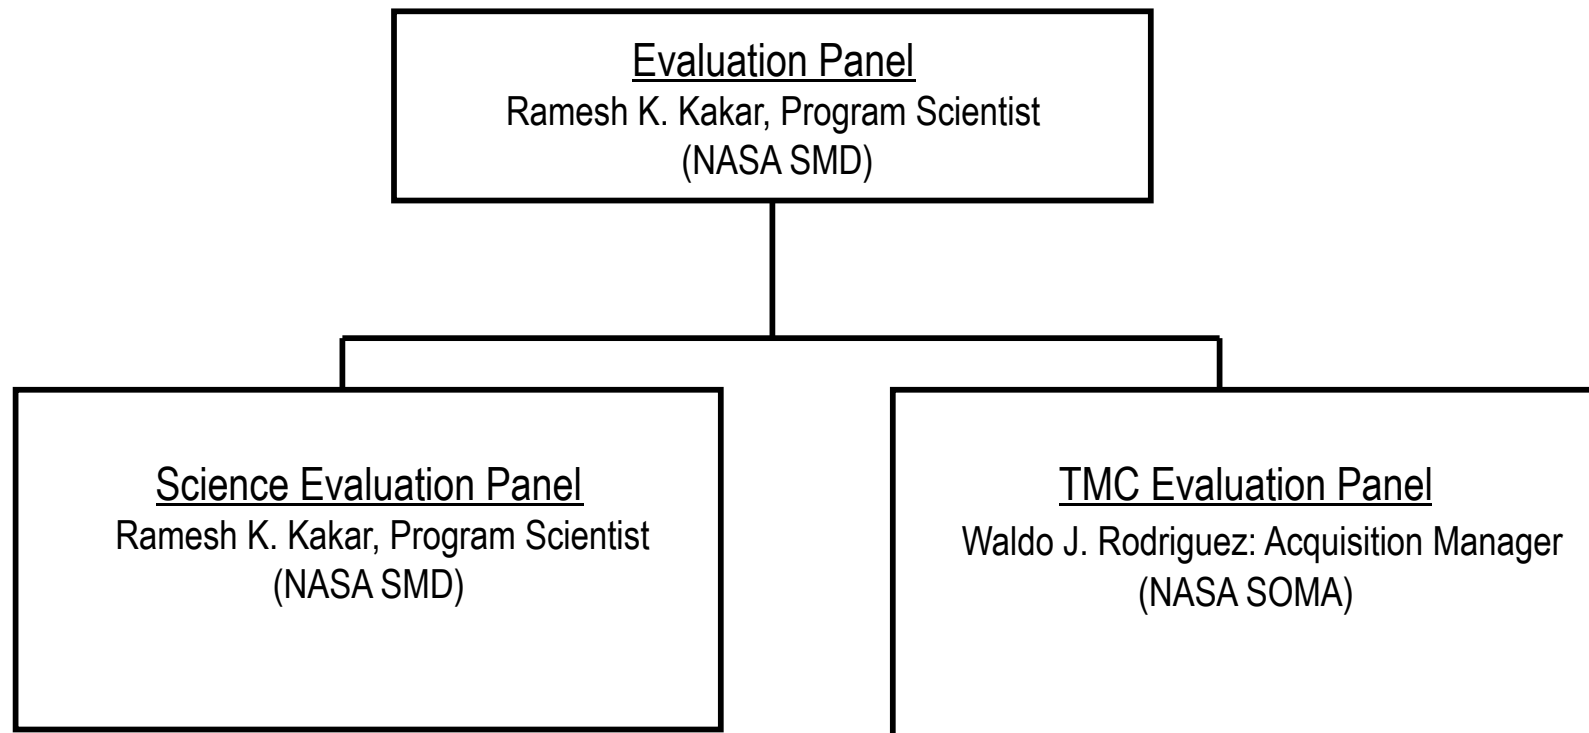 Evaluation Panel
Ramesh K. Kakar, Program Scientist
(NASA SMD)
Science Evaluation Panel
Ramesh K. Kakar, Program Scientist
(NASA SMD)
TMC Evaluation Panel
Waldo J. Rodriguez: Acquisition Manager
(NASA SOMA)